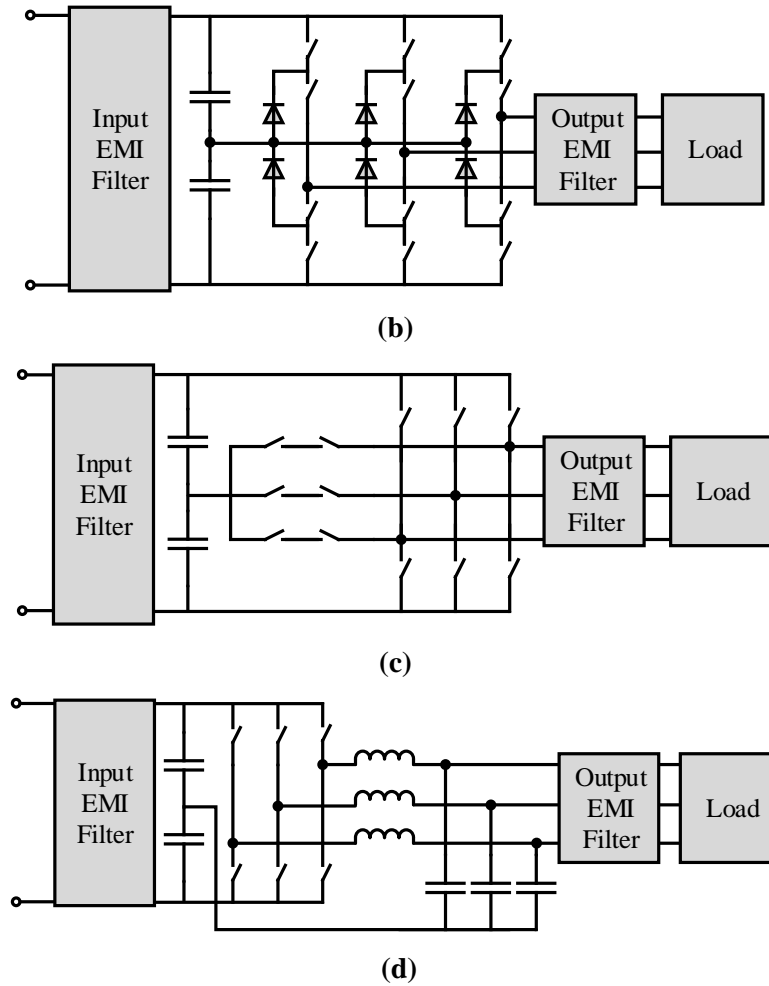 Input
EMI
Filter
Output
EMI
Filter
Load
(b)
Input
EMI
Filter
Output
EMI
Filter
Load
(c)
Input
EMI
Filter
Output
EMI
Filter
Load
(d)